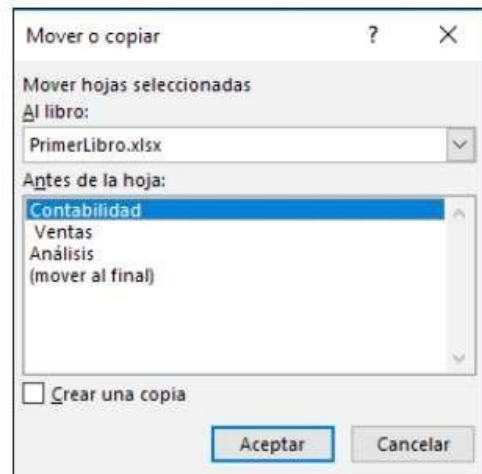 Mover o copiar ? ×
Mover hojas seleccionadas
Al libro:
PrimerLibro.xlsx
Antes de la hoja:
Contabilidad
Ventas
Análisis
(mover al final)
Crear una copia
Aceptar Cancelar